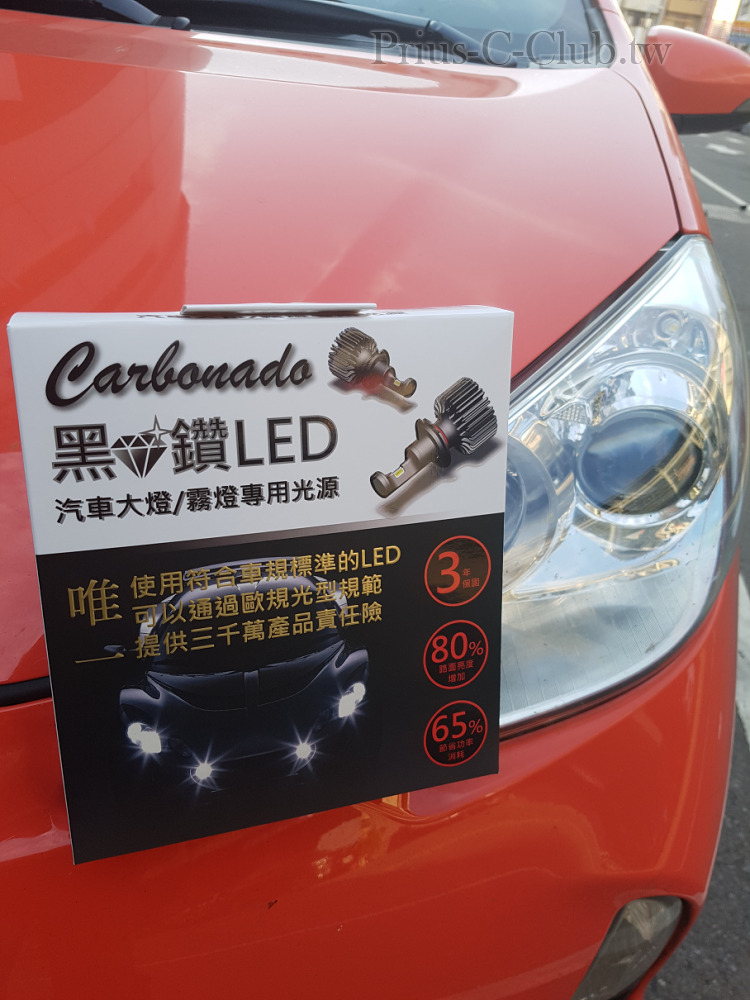 Prius-C-Club.tw
Carbonado
黑鑽LED
汽車大燈/霧燈專用光源
唯一
使用符合車規標準的LED
可以通過歐規光型規範
提供三千萬產品責任險
3年
保固
80%
路面亮度
增加
65%
節省功率
消耗